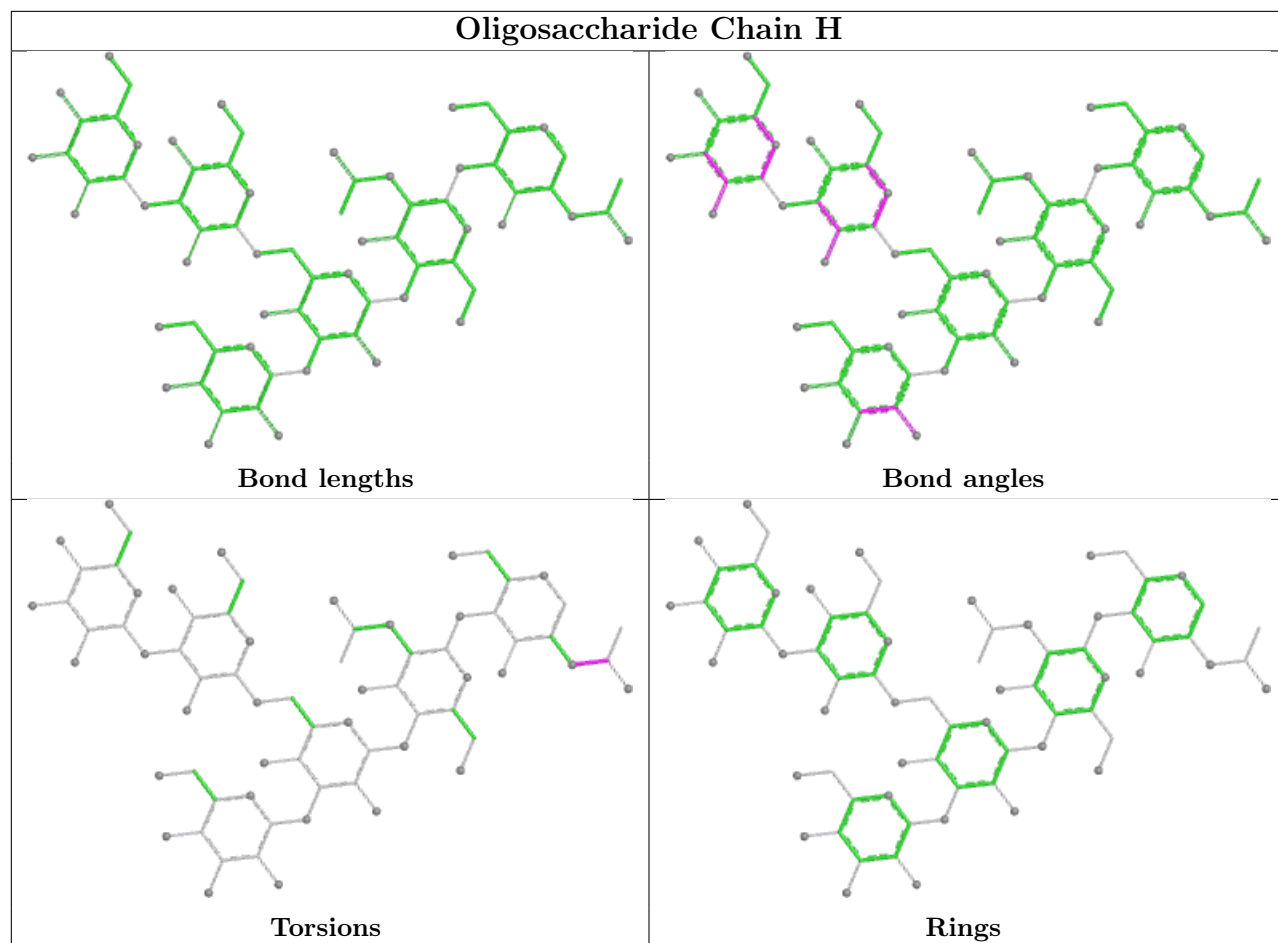 Oligosaccharide Chain H
Bond lengths
Bond angles
Torsions
Rings